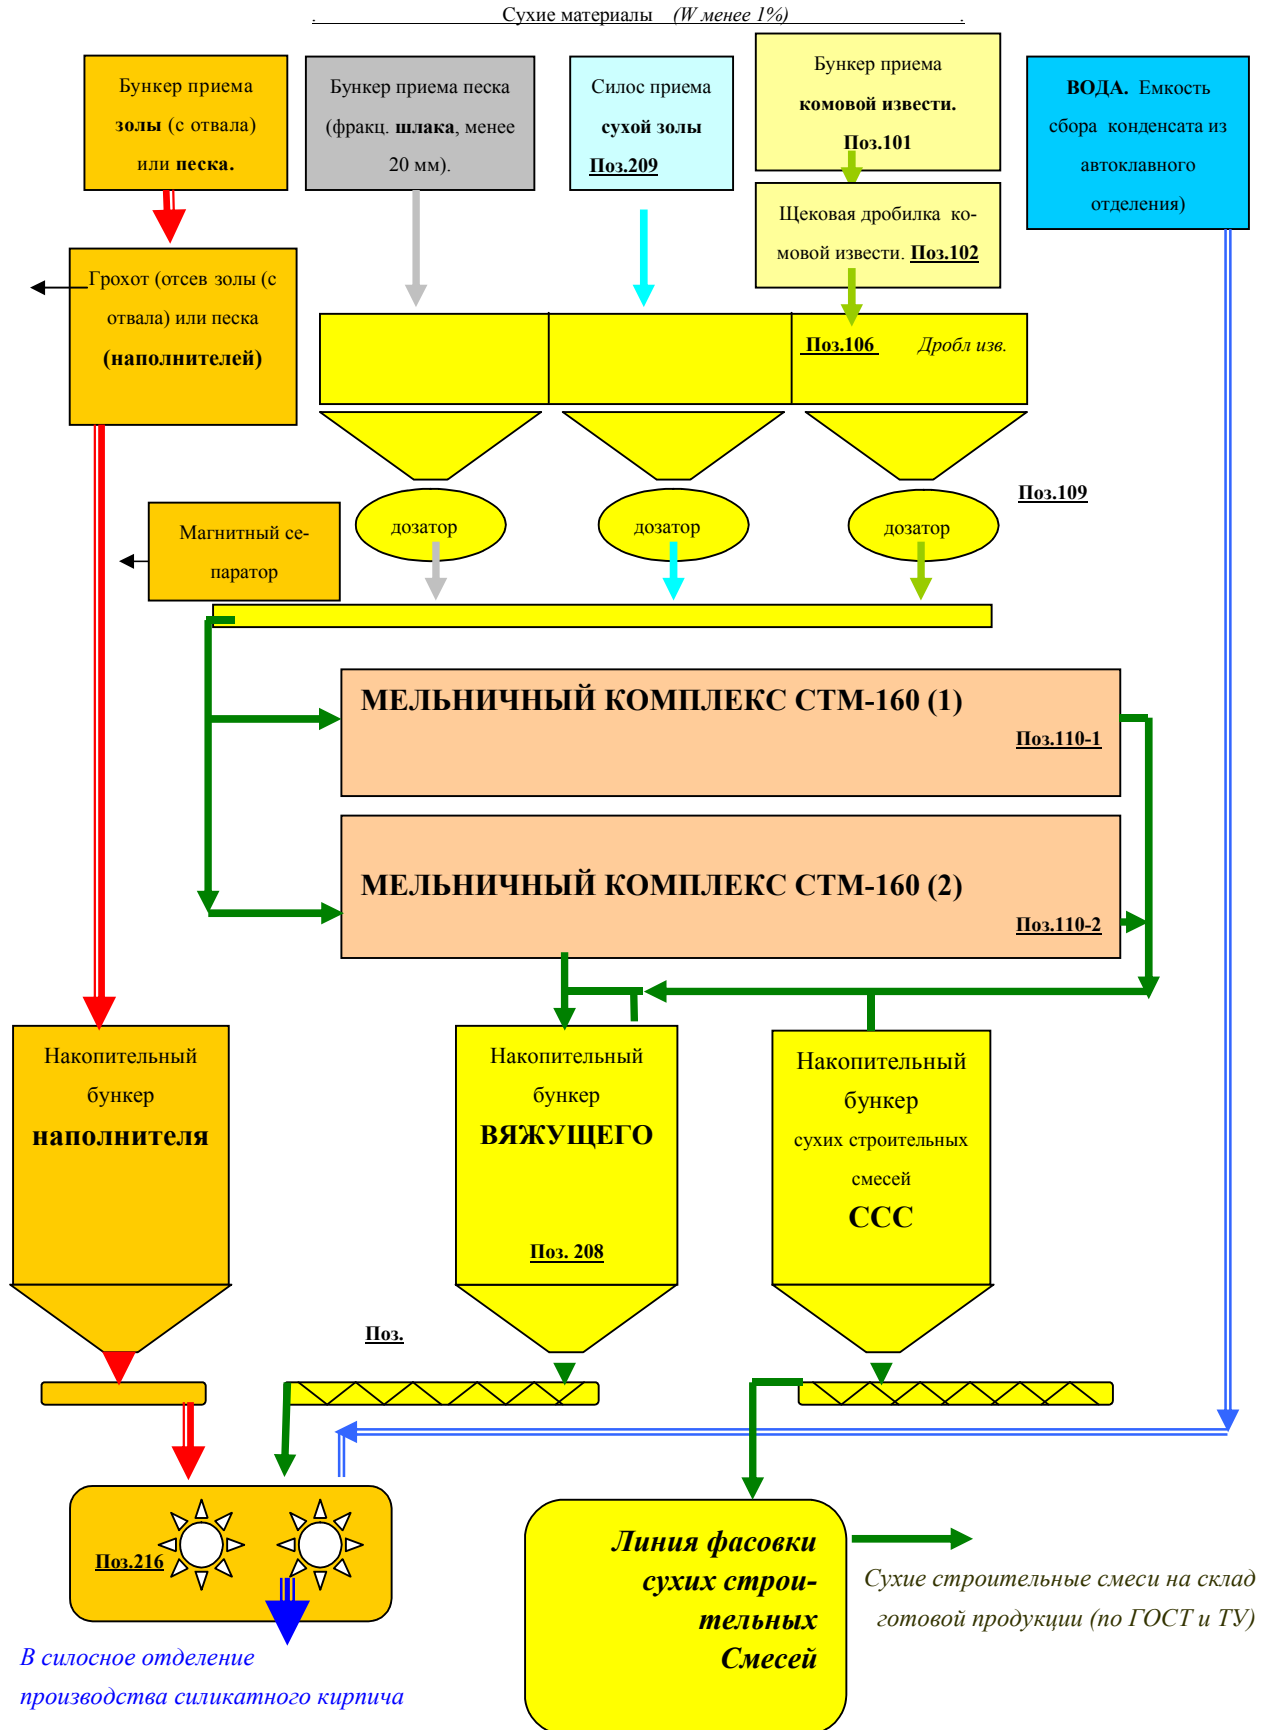 Сухие материалы (W менее 1%)
Бункер приема
золы (с отвала)
или песка.
Бункер приема песка
(фракц. шлака, менее
20 мм).
Силос приема
сухой золы
Поз.209
Бункер приема
комовой извести.
Поз.101
ВОДА. Емкость
сбора конденсата из
автоклавного
отделения)
Щековая дробилка ко-
мовой извести. Поз.102
Грохот (отсев золы (с
отвала) или песка
(наполнителей)
Поз.106 Дробл изв.
Поз.109
Магнитный се-
паратор
дозатор
дозатор
дозатор
МЕЛЬНИЧНЫЙ КОМПЛЕКС СТМ-160 (1)
Поз.110-1
МЕЛЬНИЧНЫЙ КОМПЛЕКС СТМ-160 (2)
Поз.110-2
Накопительный
бункер
наполнителя
Накопительный
бункер
ВЯЖУЩЕГО
Поз. 208
Накопительный
бункер
сухих строительных
смесей
ССС
Поз.
Поз.216
Линия фасовки
сухих строи-
тельных
Смесей
Сухие строительные смеси на склад
готовой продукции (по ГОСТ и ТУ)
В силосное отделение
производства силикатного кирпича